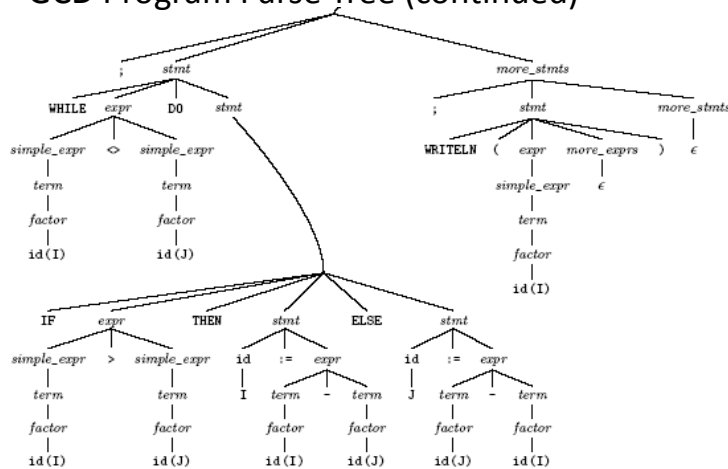 GCD Program Parse Tree (continued)
; stmt more_stmts
WHILE expr DO stmt ; stmt more_stmts
simple_expr <> simple_expr WRITELN ( expr more_exprs ) ϵ
term term simple_expr ϵ
factor factor term
id(I) id(J) factor
id(I)
IF expr THEN stmt ELSE stmt
simple_expr > simple_expr id := expr id := expr
term term I term - term J term - term
factor factor factor factor factor factor
id(I) id(J) id(I) id(J) id(J) id(I)